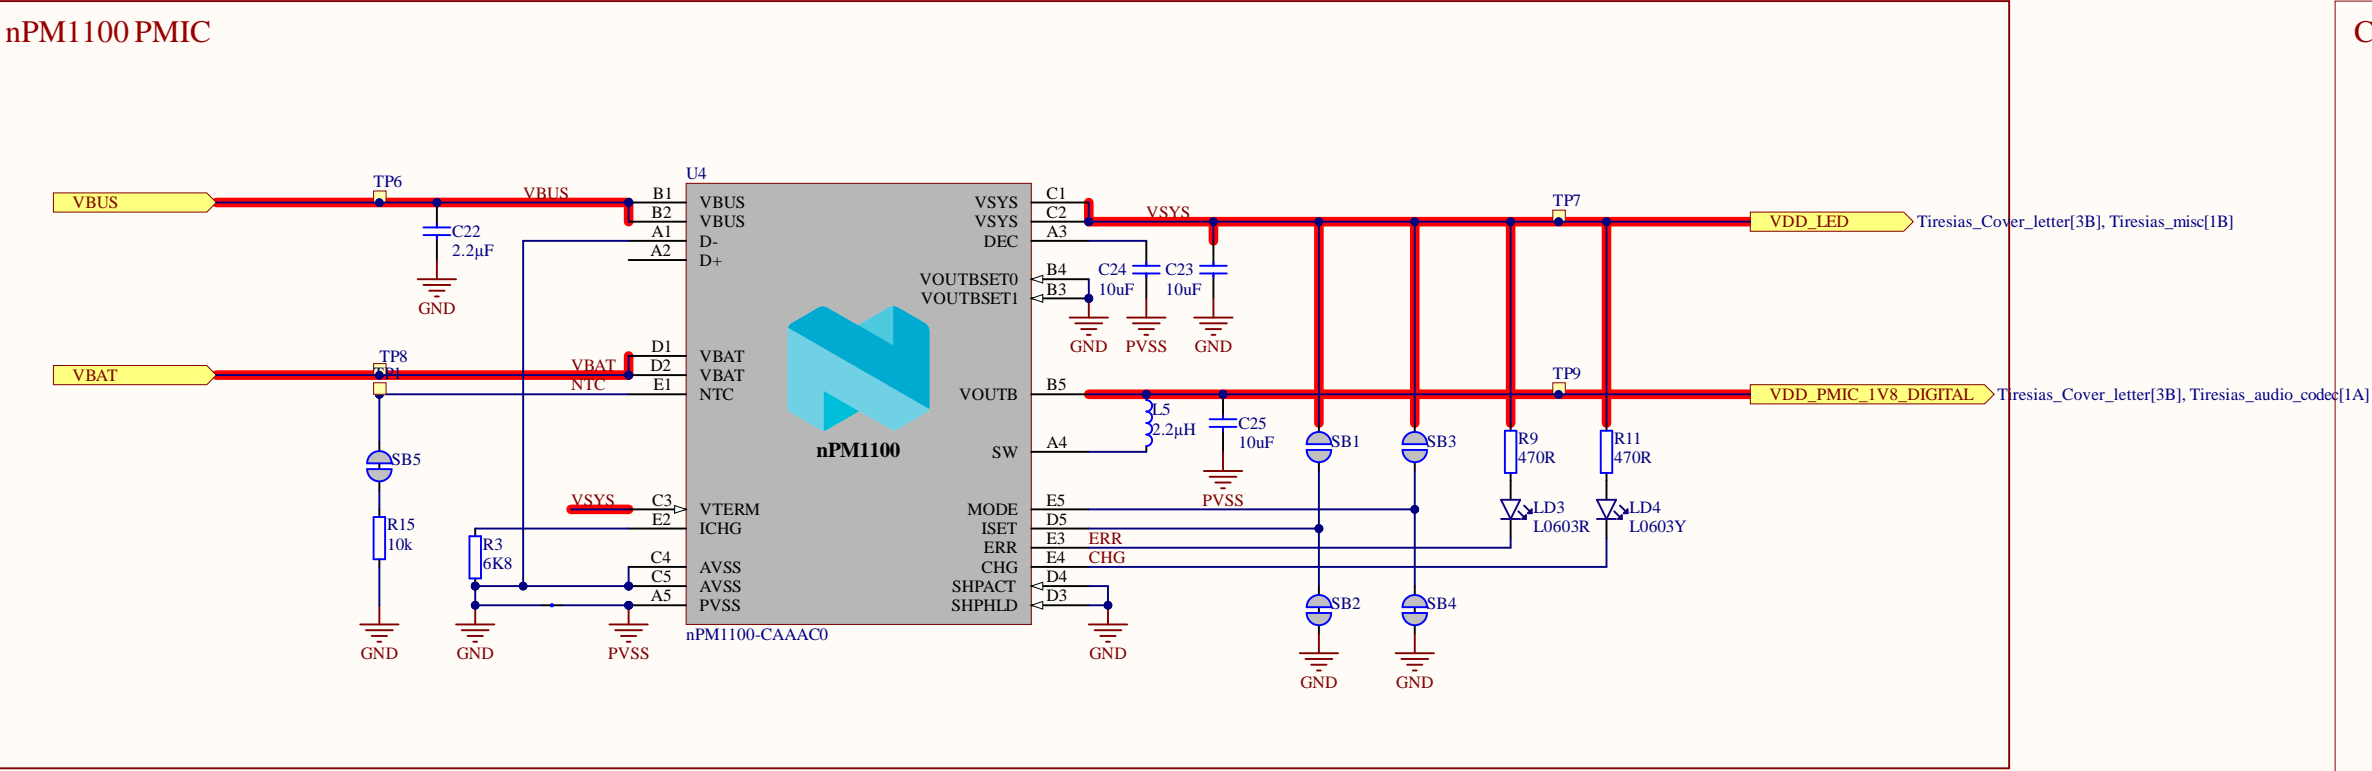 nPM1100 PMIC
C
U4
TP6
VBUS
VBUS
B1
VBUS
VSYS
C1
TP7
B2
VBUS
VSYS
C2
VSYS
VDD_LED
Tiresias_Cover_letter[3B], Tiresias_misc[1B]
C22
2.2µF
A1
D-
DEC
A3
A2
D+
GND
VOUTBSET0
B4
C24
10uF
C23
10uF
VOUTBSET1
B3
GND
PVSS
GND
TP8
D1
VBAT
VBAT
TP1
VBAT
D2
VBAT
TP9
NTC
E1
NTC
VOUTB
B5
VDD_PMIC_1V8_DIGITAL
Tiresias_Cover_letter[3B], Tiresias_audio_codec[1A]
L5
2.2µH
C25
10uF
SB1
SB3
R9
470R
R11
470R
nPM1100
SW
A4
SB5
PVSS
VSYS
C3
VTERM
MODE
E5
E2
ICHG
ISET
D5
LD3
L0603R
LD4
L0603Y
R15
10k
R3
6K8
ERR
E3
ERR
C4
AVSS
CHG
E4
CHG
C5
AVSS
SHPACT
D4
A5
PVSS
SHPHLD
D3
SB2
SB4
nPM1100-CAAAC0
GND
GND
PVSS
GND
GND
GND